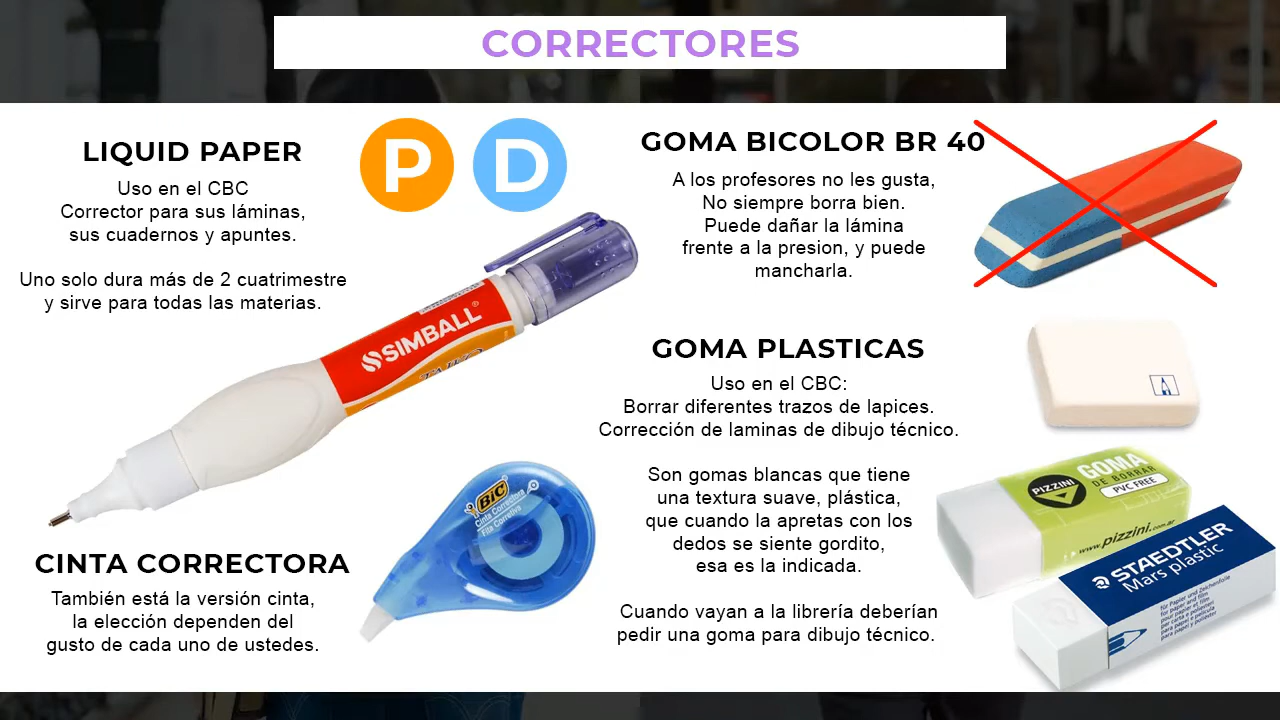 CORRECTORES
LIQUID PAPER
Uso en el CBC
Corrector para sus láminas,
sus cuadernos y apuntes.
Uno solo dura más de 2 cuatrimestre
y sirve para todas las materias.
P
D
SIMBALL
CINTA CORRECTORA
También está la versión cinta,
la elección dependen del
gusto de cada uno de ustedes.
BIC
Cinta Correctora
Fita Corretiva
GOMA BICOLOR BR 40
A los profesores no les gusta,
No siempre borra bien.
Puede dañar la lámina
frente a la presion, y puede
mancharla.
GOMA PLASTICAS
Uso en el CBC:
Borrar diferentes trazos de lapices.
Corrección de laminas de dibujo técnico.
Son gomas blancas que tiene
una textura suave, plástica,
que cuando la apretas con los
dedos se siente gordito,
esa es la indicada.
Cuando vayan a la librería deberían
pedir una goma para dibujo técnico.
GOMA
DE BORRAR
PIZZINI
PVC FREE
www.pizzini.com.ar
STAEDTLER
Mars plastic